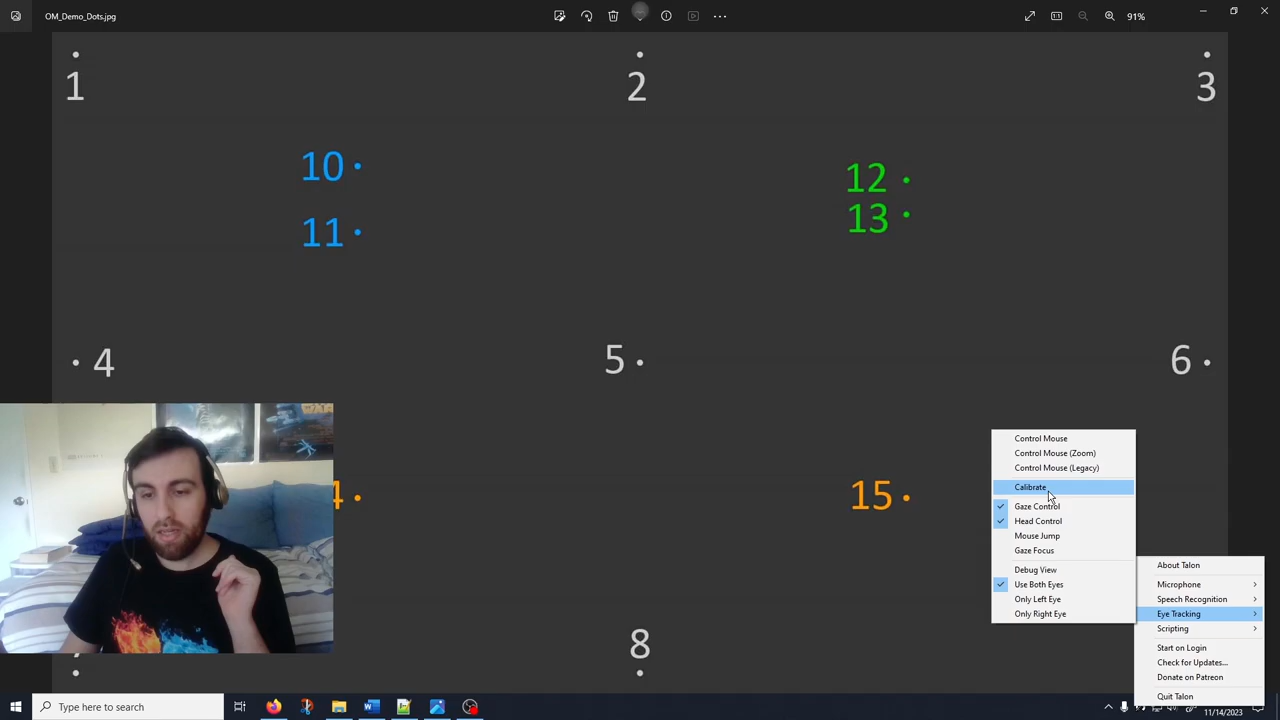 OM_Demo_Dots.jpg
91%
1
2
3
10
12
11
13
4
5
6
15
8
Control Mouse
Control Mouse (Zoom)
Control Mouse (Legacy)
Calibrate
Gaze Control
Head Control
Mouse Jump
Gaze Focus
Debug View
Use Both Eyes
Only Left Eye
Only Right Eye
About Talon
Microphone
Speech Recognition
Eye Tracking
Scripting
Start on Login
Check for Updates...
Donate on Patreon
Quit Talon
Type here to search
11/14/2023